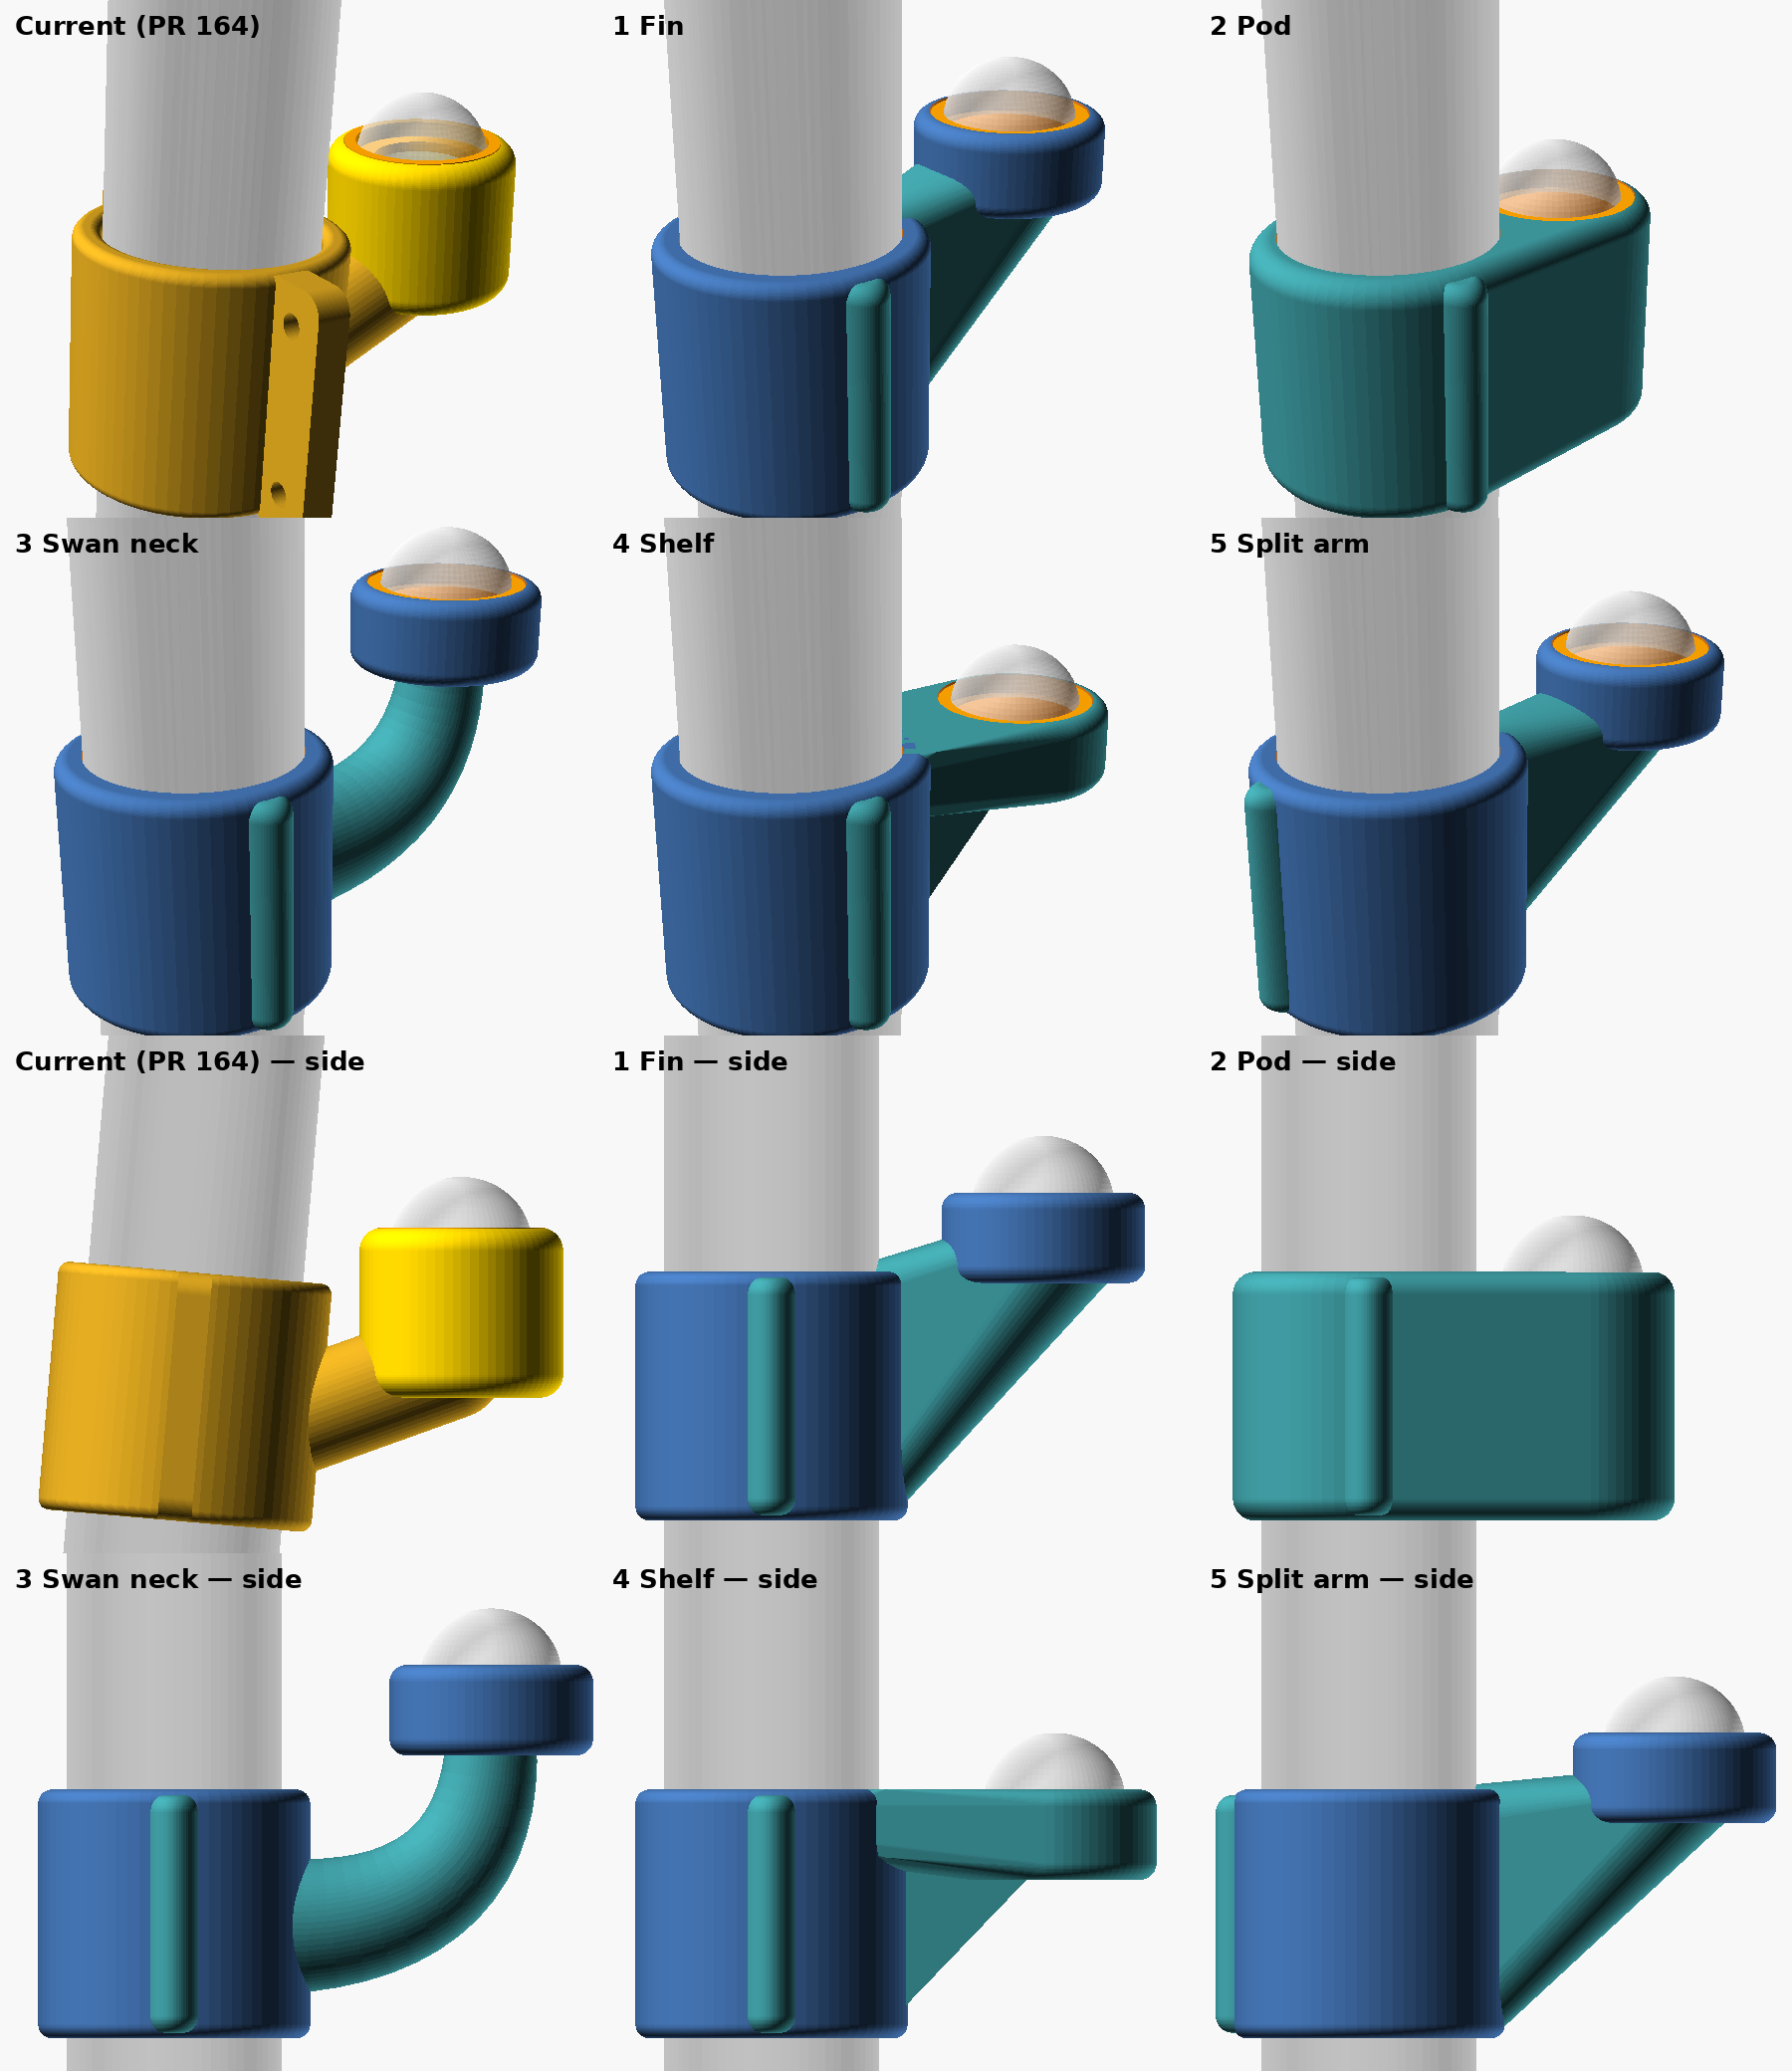 Current (PR 164)
1 Fin
2 Pod
3 Swan neck
4 Shelf
5 Split arm
Current (PR 164) — side
1 Fin — side
2 Pod — side
3 Swan neck — side
4 Shelf — side
5 Split arm — side